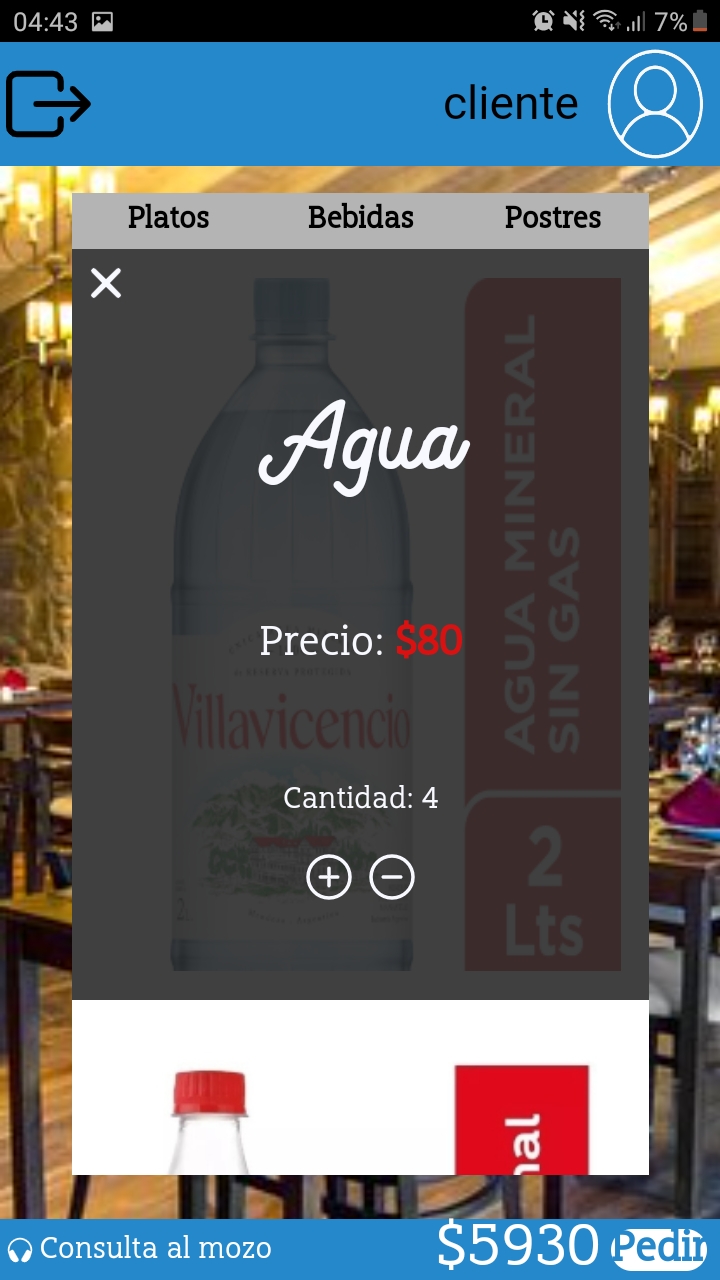 04:43 7%
cliente
Platos Bebidas Postres
Agua
AGUA MINERAL
SIN GAS
Precio: $80
Villavicencio
Cantidad: 4
2
Lts
2
nal
Consulta al mozo $5930 Pedir